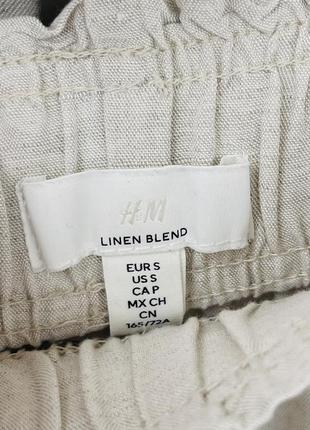 H&M
LINEN BLEND
EUR S
US S
CA P
MX CH
CN
165/72A